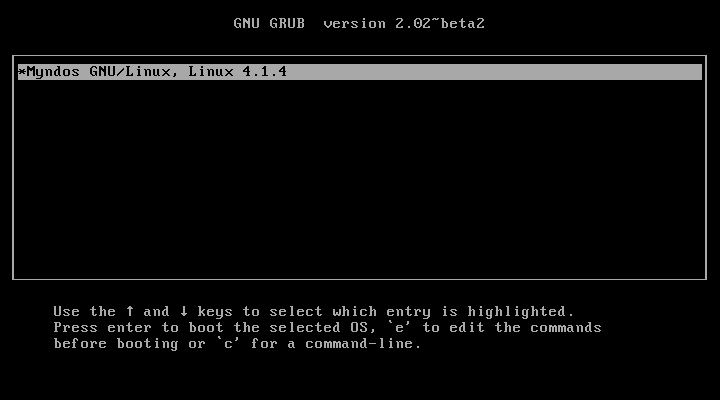 GNU GRUB  version 2.02~beta2
*Myndos GNU/Linux, Linux 4.1.4
Use the ↑ and ↓ keys to select which entry is highlighted.
Press enter to boot the selected OS, `e' to edit the commands
before booting or `c' for a command-line.